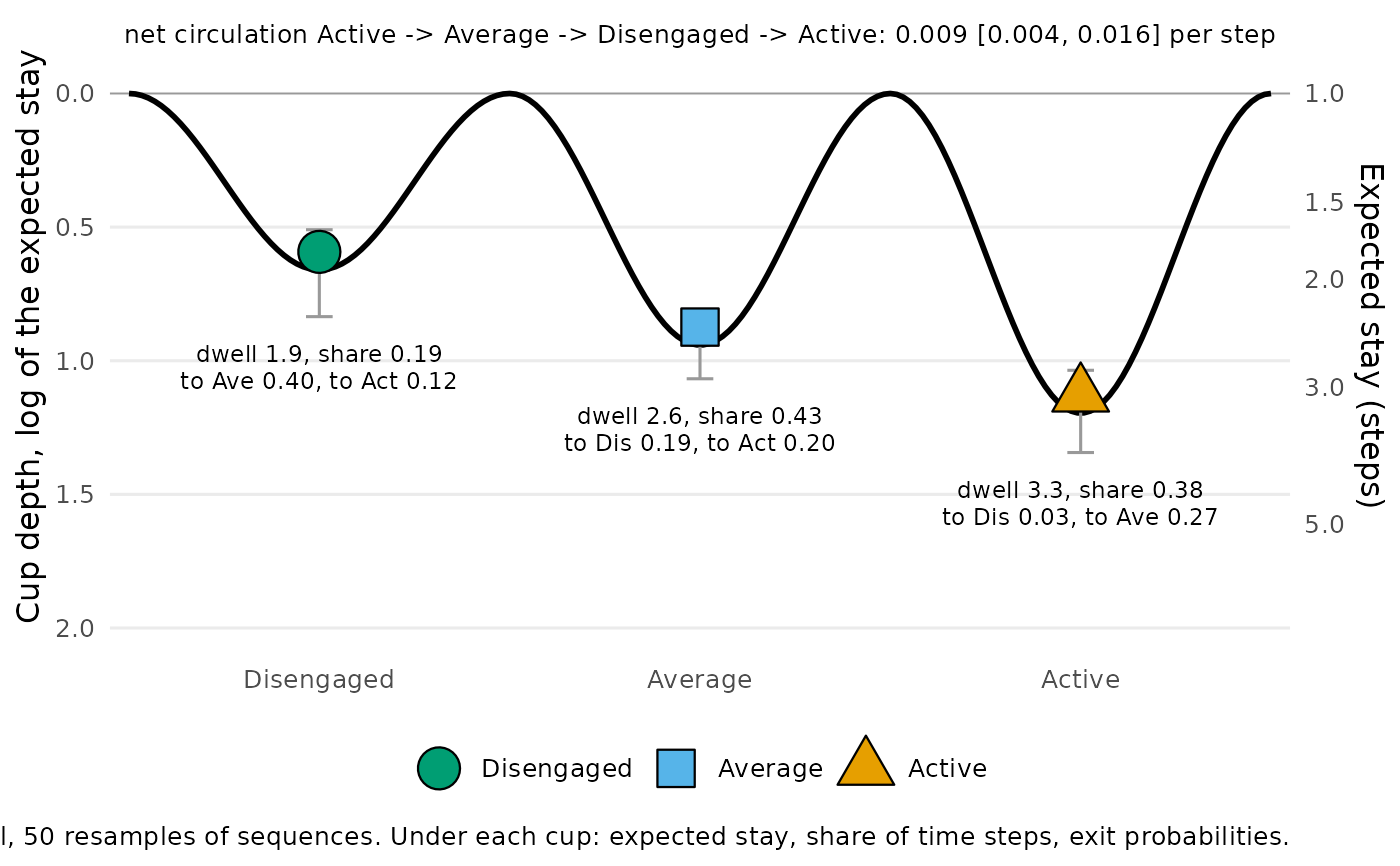 net circulation Active -> Average -> Disengaged -> Active: 0.009 [0.004, 0.016] per step
Cup depth, log of the expected stay
0.0
0.5
1.0
1.5
2.0
1.0
1.5
2.0
3.0
5.0
Expected stay (steps)
dwell 1.9, share 0.19
to Ave 0.40, to Act 0.12
dwell 2.6, share 0.43
to Dis 0.19, to Act 0.20
dwell 3.3, share 0.38
to Dis 0.03, to Ave 0.27
Disengaged
Average
Active
Disengaged
Average
Active
l, 50 resamples of sequences. Under each cup: expected stay, share of time steps, exit probabilities.